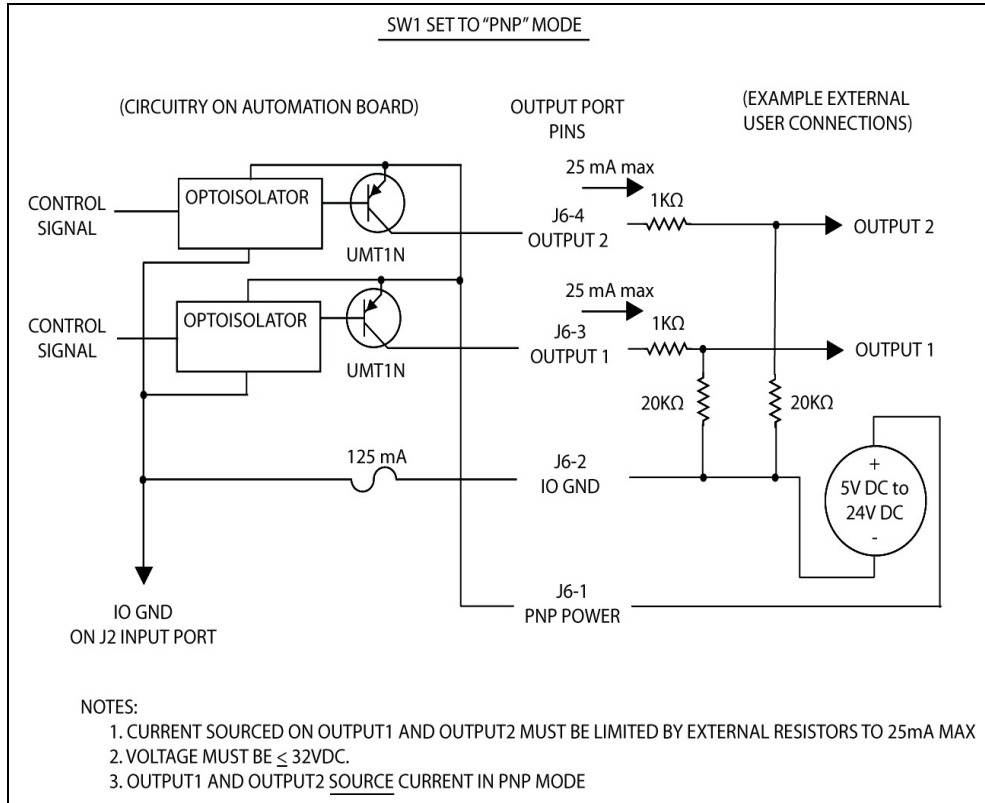 SW1 SET TO “PNP” MODE
(CIRCUITRY ON AUTOMATION BOARD)
OUTPUT PORT
PINS
(EXAMPLE EXTERNAL
USER CONNECTIONS)
CONTROL
SIGNAL
OPTOISOLATOR
UMT1N
25 mA max
J6-4
OUTPUT 2
1KΩ
OUTPUT 2
CONTROL
SIGNAL
OPTOISOLATOR
UMT1N
25 mA max
J6-3
OUTPUT 1
1KΩ
OUTPUT 1
20KΩ
20KΩ
125 mA
J6-2
IO GND
+
5V DC to
24V DC
-
J6-1
PNP POWER
IO GND
ON J2 INPUT PORT
NOTES:
1. CURRENT SOURCED ON OUTPUT1 AND OUTPUT2 MUST BE LIMITED BY EXTERNAL RESISTORS TO 25mA MAX
2. VOLTAGE MUST BE ≤ 32VDC.
3. OUTPUT1 AND OUTPUT2 SOURCE CURRENT IN PNP MODE